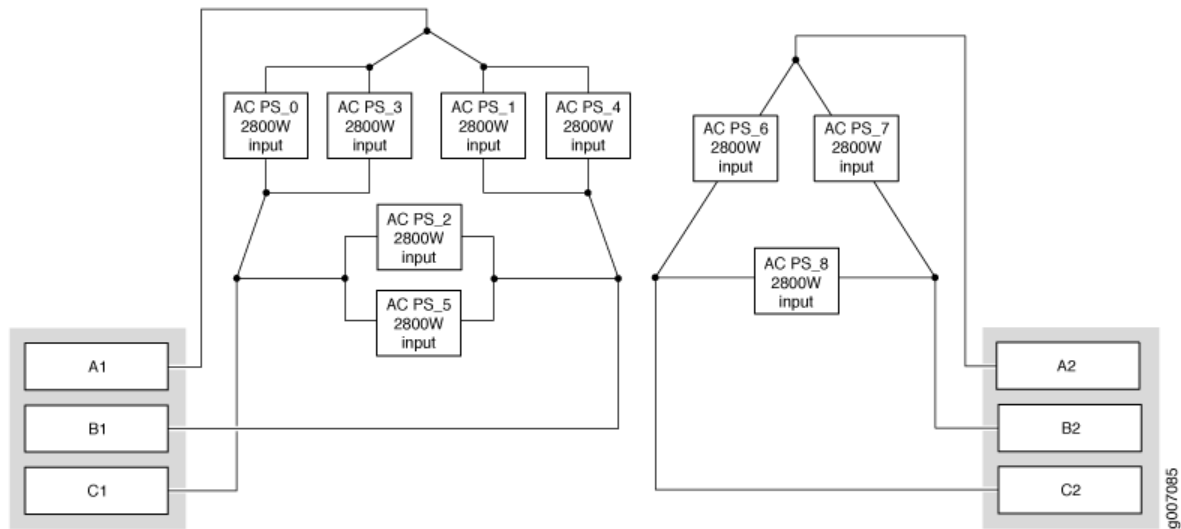 AC PS_0
2800W
input
AC PS_3
2800W
input
AC PS_1
2800W
input
AC PS_4
2800W
input
AC PS_2
2800W
input
AC PS_5
2800W
input
A1
B1
C1
AC PS_6
2800W
input
AC PS_7
2800W
input
AC PS_8
2800W
input
A2
B2
C2
g007085